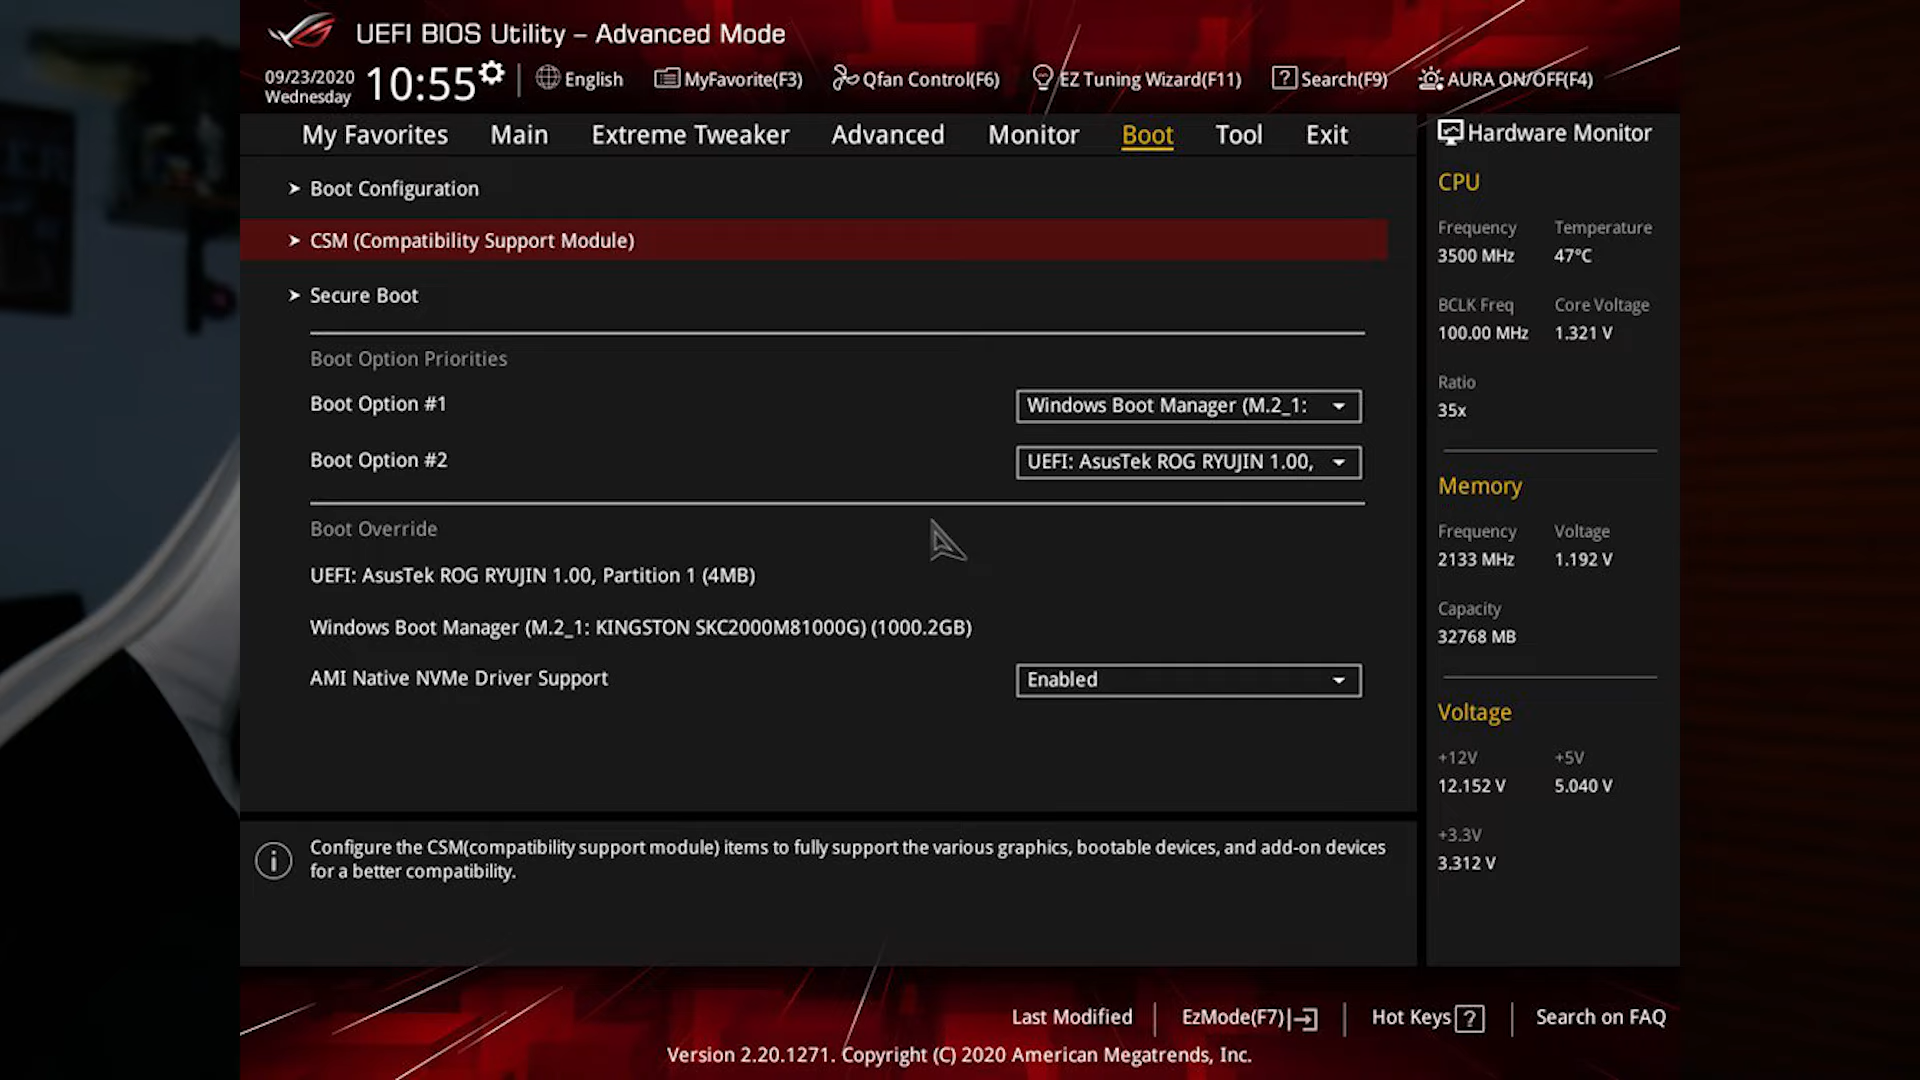 UEFI BIOS Utility – Advanced Mode
09/23/2020
Wednesday
10:55
English
MyFavorite(F3)
Qfan Control(F6)
EZ Tuning Wizard(F11)
Search(F9)
AURA ON/OFF(F4)
My Favorites
Main
Extreme Tweaker
Advanced
Monitor
Boot
Tool
Exit
Boot Configuration
CSM (Compatibility Support Module)
Secure Boot
Boot Option Priorities
Boot Option #1
Windows Boot Manager (M.2_1:
Boot Option #2
UEFI: AsusTek ROG RYUJIN 1.00,
Boot Override
UEFI: AsusTek ROG RYUJIN 1.00, Partition 1 (4MB)
Windows Boot Manager (M.2_1: KINGSTON SKC2000M81000G) (1000.2GB)
AMI Native NVMe Driver Support
Enabled
Configure the CSM(compatibility support module) items to fully support the various graphics, bootable devices, and add-on devices
for a better compatibility.
Hardware Monitor
CPU
Frequency Temperature
3500 MHz 47°C
BCLK Freq Core Voltage
100.00 MHz 1.321 V
Ratio
35x
Memory
Frequency Voltage
2133 MHz 1.192 V
Capacity
32768 MB
Voltage
+12V +5V
12.152 V 5.040 V
+3.3V
3.312 V
Last Modified
EzMode(F7)
Hot Keys ?
Search on FAQ
Version 2.20.1271. Copyright (C) 2020 American Megatrends, Inc.